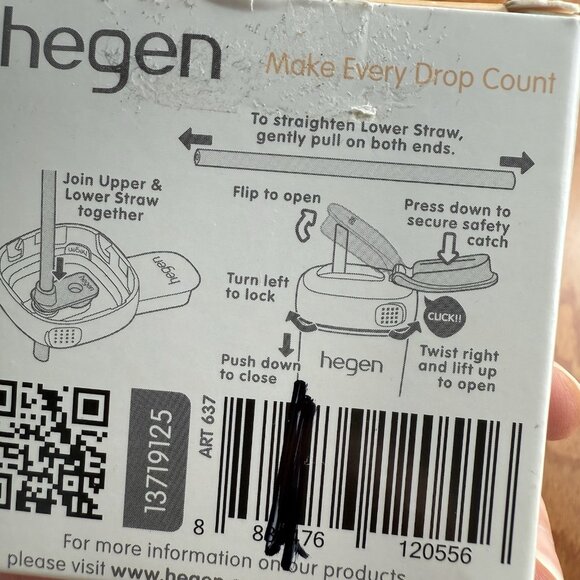 hegen
Make Every Drop Count
To straighten Lower Straw,
gently pull on both ends.
Join Upper &
Lower Straw
together
Flip to open
Press down to
secure safety
catch
hegen
Turn left
to lock
CLICK!!
Push down
to close
hegen
Twist right
and lift up
to open
13719125
ART 637
8 76 120556
For more information on our products
please visit www.hegen